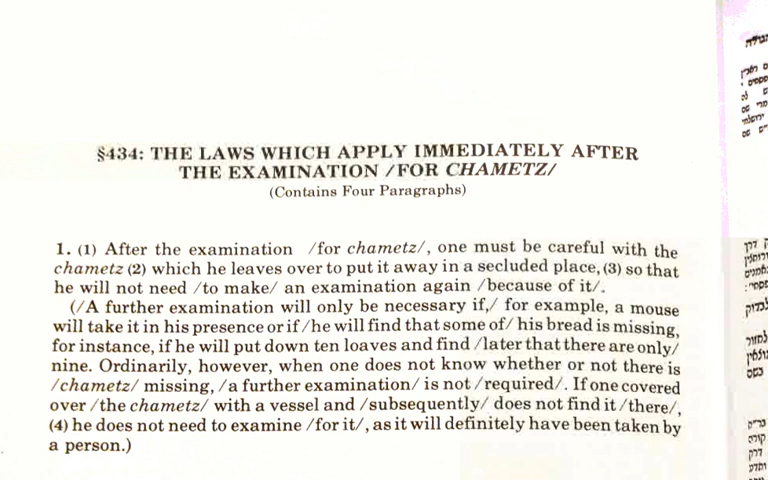 §434: THE LAWS WHICH APPLY IMMEDIATELY AFTER
THE EXAMINATION /FOR CHAMETZ/
(Contains Four Paragraphs)
1. (1) After the examination /for chametz/, one must be careful with the
chametz (2) which he leaves over to put it away in a secluded place, (3) so that
he will not need /to make/ an examination again /because of it/.
(/A further examination will only be necessary if,/ for example, a mouse
will take it in his presence or if /he will find that some of/ his bread is missing,
for instance, if he will put down ten loaves and find /later that there are only/
nine. Ordinarily, however, when one does not know whether or not there is
/chametz/ missing, /a further examination/ is not /required/. If one covered
over /the chametz/ with a vessel and /subsequently/ does not find it /there/,
(4) he does not need to examine /for it/, as it will definitely have been taken by
a person.)